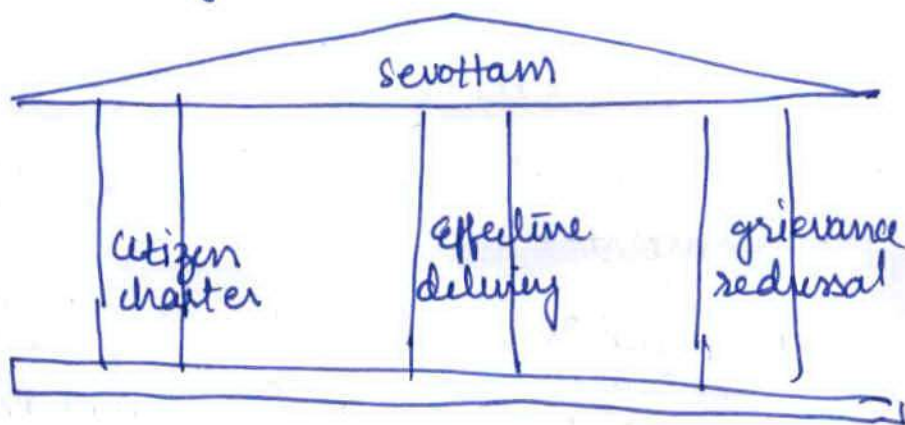 Sevottam
Citizen
charter
Effective
delivery
grievance
redressal